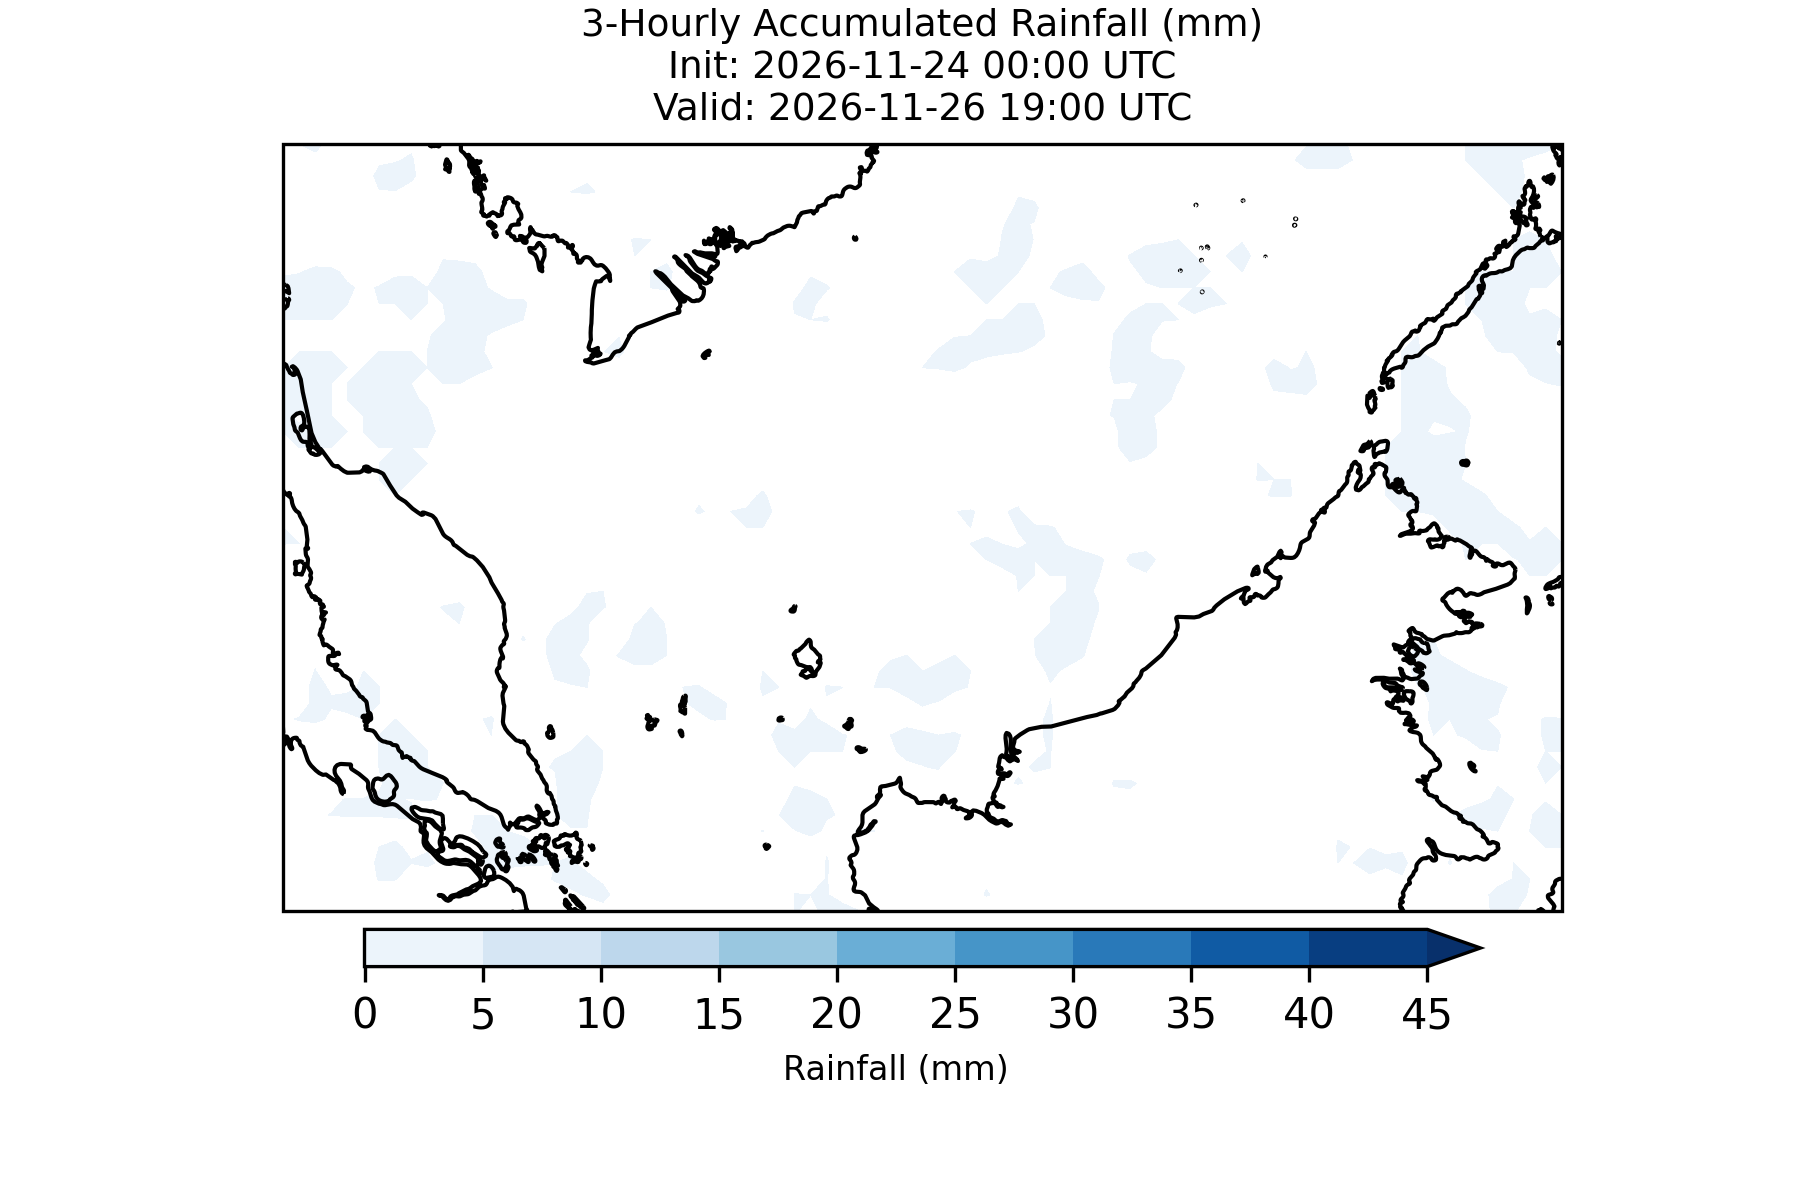 3-Hourly Accumulated Rainfall (mm)
Init: 2026-11-24 00:00 UTC
Valid: 2026-11-26 19:00 UTC
0 5 10 15 20 25 30 35 40 45
Rainfall (mm)